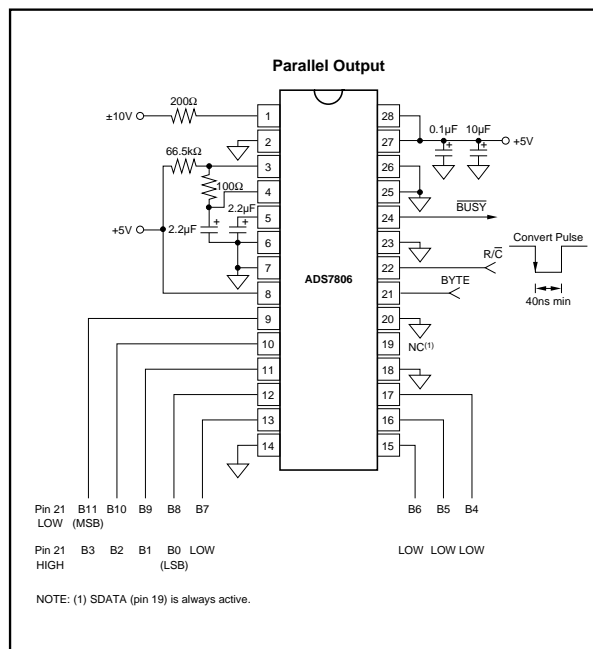 Parallel Output
200Ω
±10V
66.5kΩ
100Ω
2.2µF
2.2µF
+
+
+5V
1
2
3
4
5
6
7
8
9
10
11
12
13
14
ADS7806
28
27
26
25
24
23
22
21
20
19
18
17
16
15
0.1µF
10µF
+
+
+5V
BUSY
R/C
Convert Pulse
BYTE
40ns min
NC(1)
Pin 21 B11 B10 B9 B8 B7 B6 B5 B4
LOW (MSB)
Pin 21 B3 B2 B1 B0 LOW LOW LOW LOW
HIGH (LSB)
NOTE: (1) SDATA (pin 19) is always active.